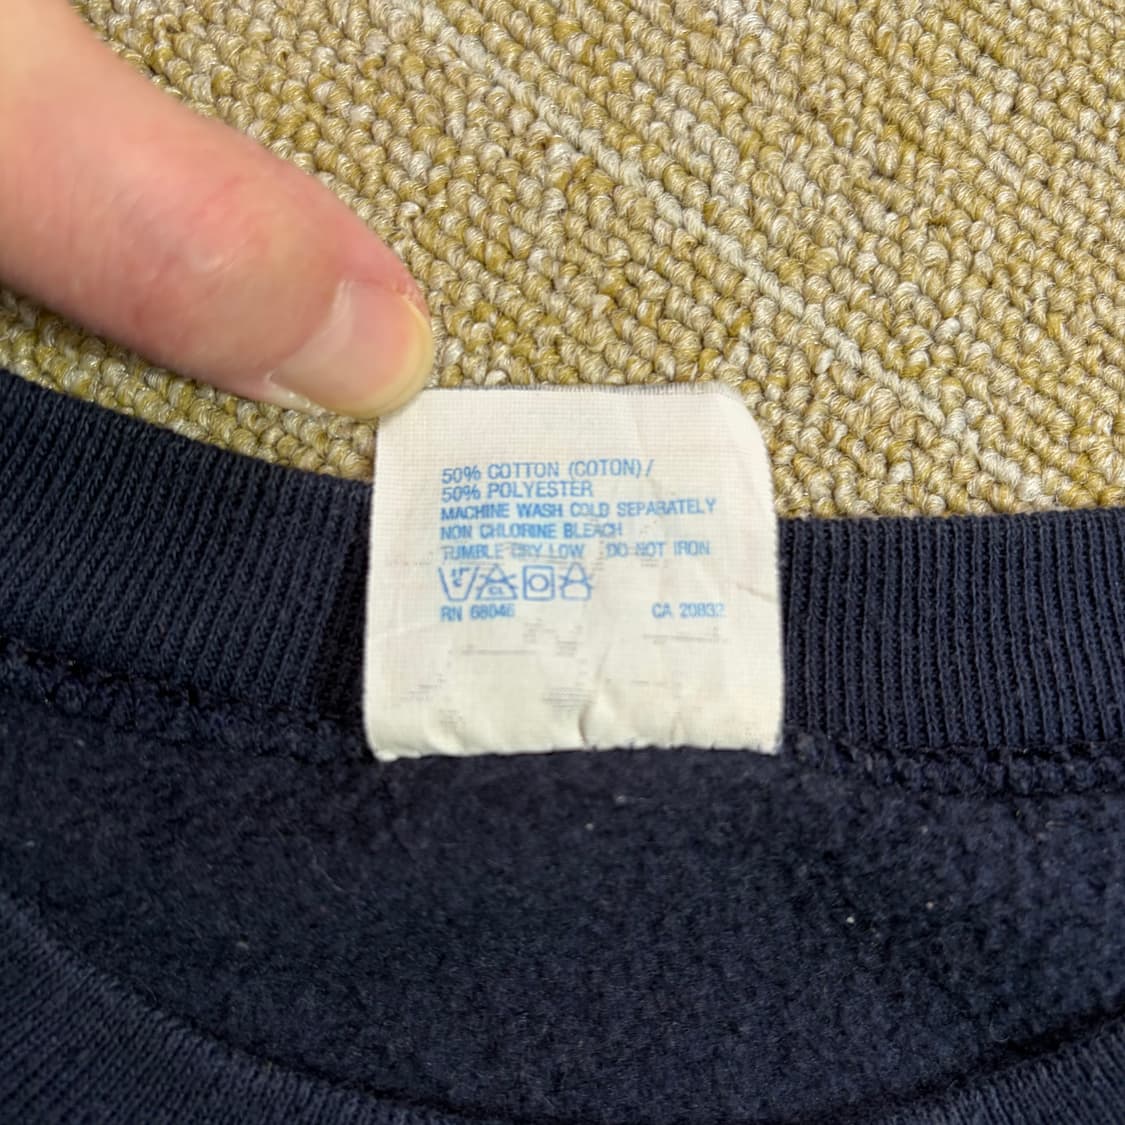 50% COTTON (COTON)/
50% POLYESTER
MACHINE WASH COLD SEPARATELY
NON CHLORINE BLEACH
TUMBLE DRY LOW DO NOT IRON
RN 68046 CA 20832